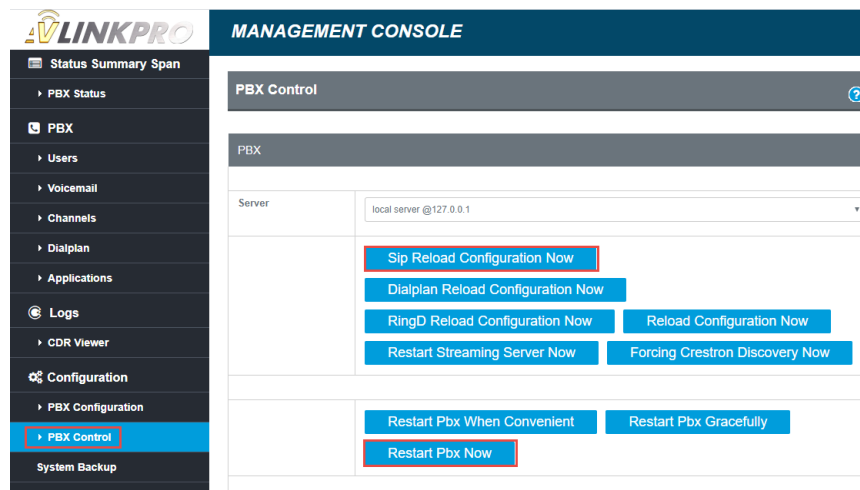 AVLINKPRO
MANAGEMENT CONSOLE
Status Summary Span
PBX Status
PBX
Users
Voicemail
Channels
Dialplan
Applications
Logs
CDR Viewer
Configuration
PBX Configuration
PBX Control
System Backup
PBX Control
?
PBX
Server
local server @127.0.0.1
Sip Reload Configuration Now
Dialplan Reload Configuration Now
RingD Reload Configuration Now
Reload Configuration Now
Restart Streaming Server Now
Forcing Crestron Discovery Now
Restart Pbx When Convenient
Restart Pbx Gracefully
Restart Pbx Now